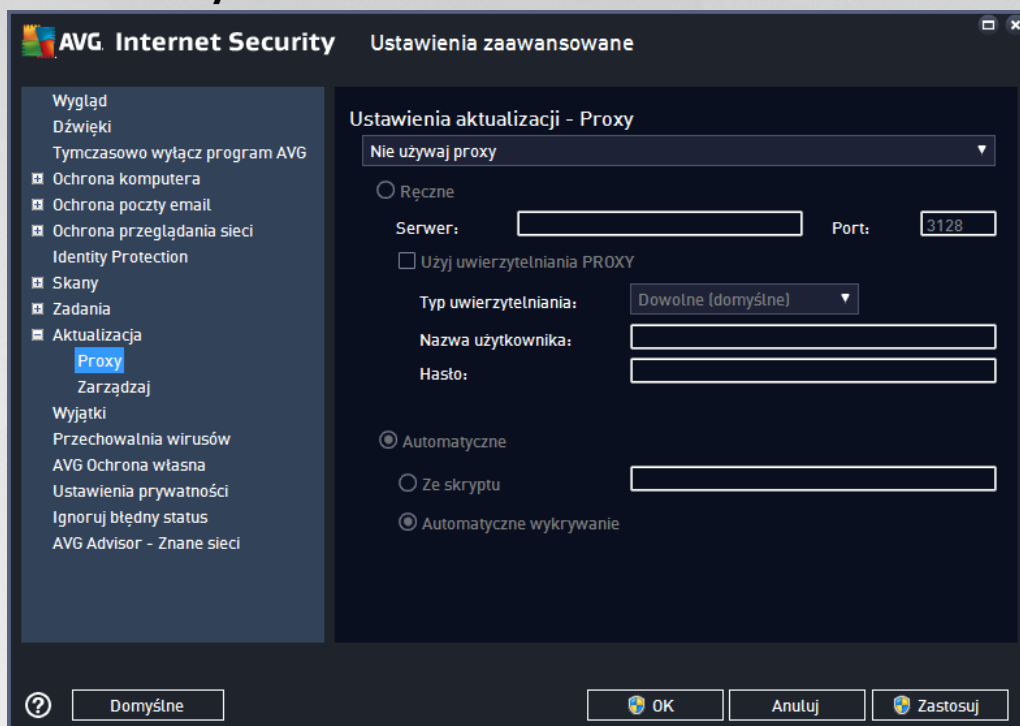 AVG Internet Security Ustawienia zaawansowane
Wygląd
Dźwięki
Tymczasowo wyłącz program AVG
Ochrona komputera
Ochrona poczty email
Ochrona przeglądania sieci
Identity Protection
Skany
Zadania
Aktualizacja
Proxy
Zarządzaj
Wyjątki
Przechowalnia wirusów
AVG Ochrona własna
Ustawienia prywatności
Ignoruj błędny status
AVG Advisor - Znane sieci
Ustawienia aktualizacji - Proxy
Nie używaj proxy
Ręczne
Serwer: Port: 3128
Użyj uwierzytelniania PROXY
Typ uwierzytelniania: Dowolne (domyślne)
Nazwa użytkownika:
Hasło:
Automatyczne
Ze skryptu
Automatyczne wykrywanie
? Domyślne OK Anuluj Zastosuj